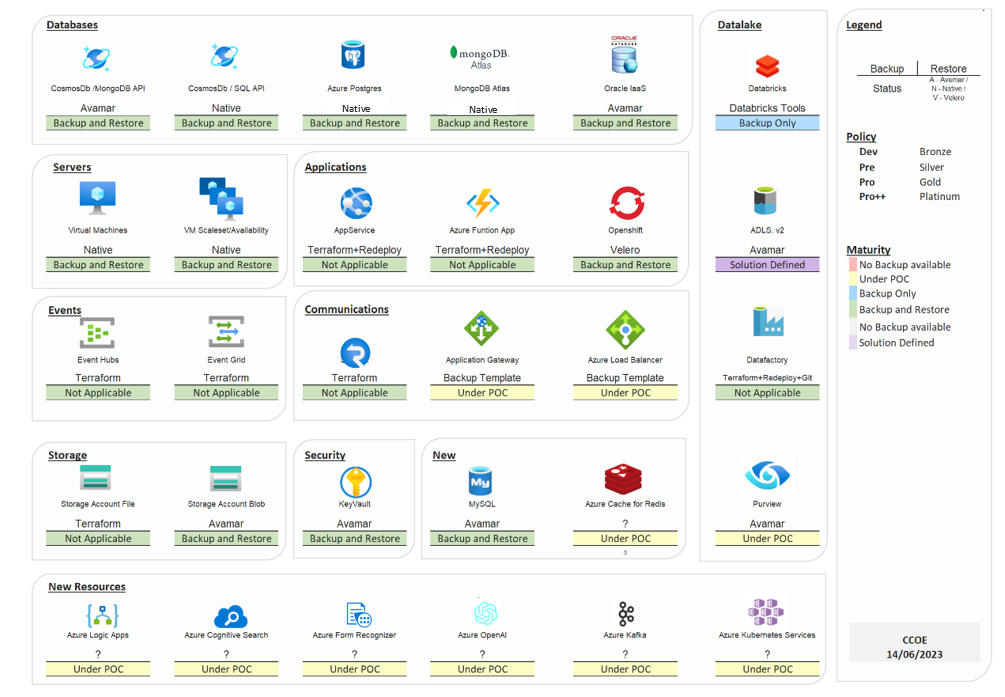 Databases
CosmosDb /MongoDB API
Avamar
Backup and Restore
CosmosDb / SQL API
Native
Backup and Restore
Azure Postgres
Native
Backup and Restore
mongoDB.
Atlas
MongoDB Atlas
Native
Backup and Restore
ORACLE
DATABASE
Oracle IaaS
Avamar
Backup and Restore
Datalake
Databricks
Databricks Tools
Backup Only
ADLS. v2
Avamar
Solution Defined
Datafactory
Terraform+Redeploy+Git
Not Applicable
Purview
Avamar
Under POC
Servers
Virtual Machines
Native
Backup and Restore
VM Scaleset/Availability
Native
Backup and Restore
Applications
AppService
Terraform+Redeploy
Not Applicable
Azure Funtion App
Terraform+Redeploy
Not Applicable
Openshift
Velero
Backup and Restore
Events
Event Hubs
Terraform
Not Applicable
Event Grid
Terraform
Not Applicable
Communications
Terraform
Not Applicable
Application Gateway
Backup Template
Under POC
Azure Load Balancer
Backup Template
Under POC
Storage
Storage Account File
Terraform
Not Applicable
Storage Account Blob
Avamar
Backup and Restore
Security
KeyVault
Avamar
Backup and Restore
New
My
MySQL
Avamar
Backup and Restore
Azure Cache for Redis
?
Under POC
0
New Resources
Azure Logic Apps
?
Under POC
Azure Cognitive Search
?
Under POC
Azure Form Recognizer
?
Under POC
Azure OpenAI
?
Under POC
Azure Kafka
?
Under POC
Azure Kubernetes Services
?
Under POC
Legend
Backup Restore
Status
A - Avamar /
N - Native /
V - Velero
Policy
Dev Bronze
Pre Silver
Pro Gold
Pro++ Platinum
Maturity
No Backup available
Under POC
Backup Only
Backup and Restore
No Backup available
Solution Defined
CCOE
14/06/2023